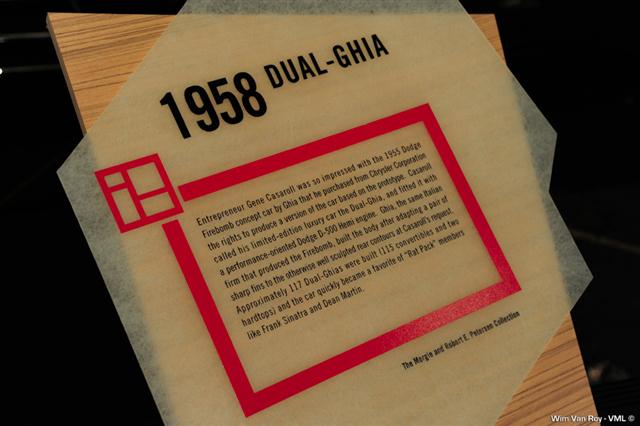 1958 DUAL-GHIA
Entrepreneur Gene Casaroll was so impressed with the 1955 Dodge
Firebomb concept car by Ghia that he purchased from Chrysler Corporation
the rights to produce a version of the car based on the prototype. Casaroll
called his limited-edition luxury car the Dual-Ghia, and fitted it with
a performance-oriented Dodge D-500 Hemi engine. Ghia, the same Italian
firm that produced the Firebomb, built the body after adapting a pair of
sharp fins to the otherwise well sculpted rear contours at Casaroll's request.
Approximately 117 Dual-Ghias were built (115 convertibles and two
hardtops) and the car quickly became a favorite of "Rat Pack" members
like Frank Sinatra and Dean Martin.
The Margie and Robert E. Petersen Collection
Wim Van Roy - VML ©